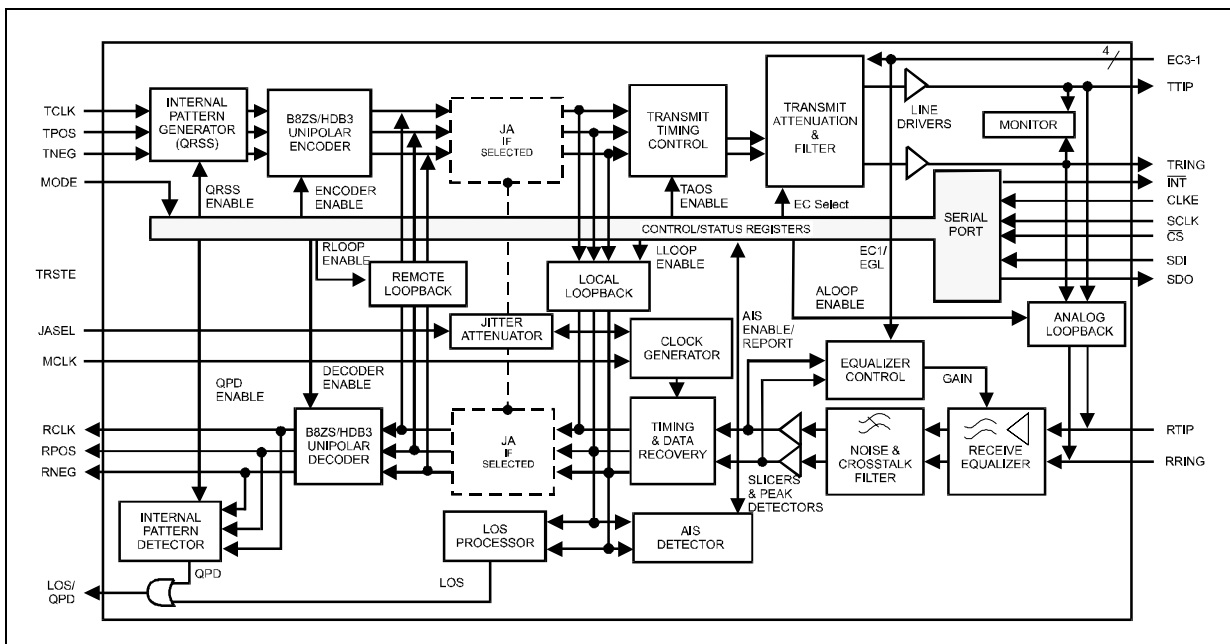 4
EC3-1
TCLK
TPOS
TNEG
MODE
INTERNAL
PATTERN
GENERATOR
(QRSS)
B8ZS/HDB3
UNIPOLAR
ENCODER
JA
IF
SELECTED
TRANSMIT
TIMING
CONTROL
TRANSMIT
ATTENUATION
&
FILTER
LINE
DRIVERS
MONITOR
TTIP
TRING
INT
CLKE
SCLK
CS
SDI
SDO
QRSS
ENABLE
ENCODER
ENABLE
TAOS
ENABLE
EC Select
SERIAL
PORT
CONTROL/STATUS REGISTERS
TRSTE
RLOOP
ENABLE
REMOTE
LOOPBACK
LOCAL
LOOPBACK
LLOOP
ENABLE
EC1/
EGL
ALOOP
ENABLE
ANALOG
LOOPBACK
JASEL
MCLK
JITTER
ATTENUATOR
CLOCK
GENERATOR
AIS
ENABLE/
REPORT
EQUALIZER
CONTROL
GAIN
QPD
ENABLE
DECODER
ENABLE
RCLK
RPOS
RNEG
B8ZS/HDB3
UNIPOLAR
DECODER
JA
IF
SELECTED
TIMING
& DATA
RECOVERY
SLICERS
& PEAK
DETECTORS
NOISE &
CROSSTALK
FILTER
RECEIVE
EQUALIZER
RTIP
RRING
INTERNAL
PATTERN
DETECTOR
LOS
PROCESSOR
AIS
DETECTOR
QPD
LOS
LOS/
QPD